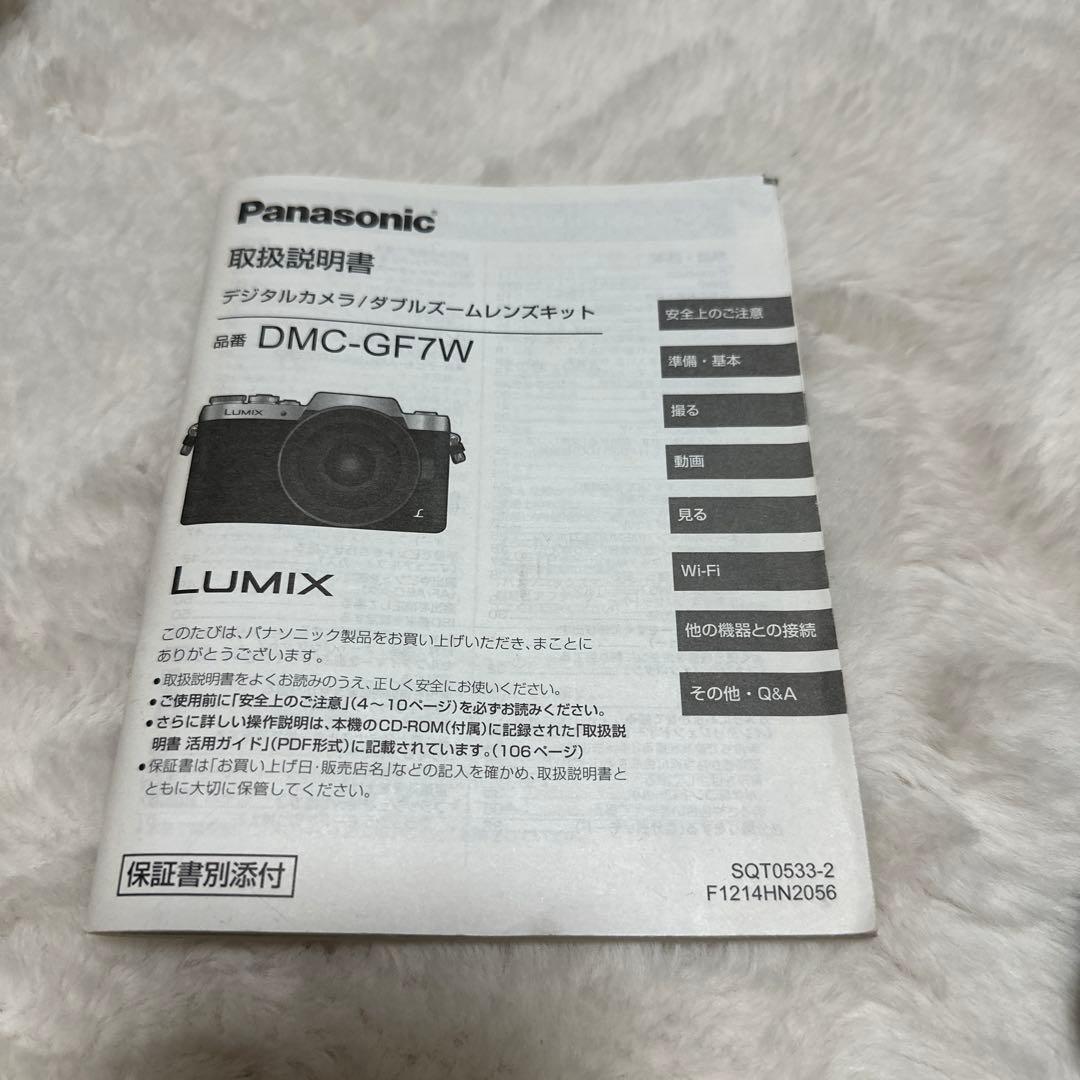 Panasonic
取扱説明書
デジタルカメラ/ダブルズームレンズキット
品番 DMC-GF7W
LUMIX
LUMIX
このたびは、パナソニック製品をお買い上げいただき、まことに
ありがとうございます。
●取扱説明書をよくお読みのうえ、正しく安全にお使いください。
●ご使用前に「安全上のご注意」(4～10ページ)を必ずお読みください。
●さらに詳しい操作説明は、本機のCD-ROM(付属)に記録された「取扱説
明書 活用ガイド」(PDF形式)に記載されています。(106ページ)
●保証書は「お買い上げ日・販売店名」などの記入を確かめ、取扱説明書と
ともに大切に保管してください。
保証書別添付
安全上のご注意
準備・基本
撮る
動画
見る
Wi-Fi
他の機器との接続
その他・Q&A
SQT0533-2
F1214HN2056